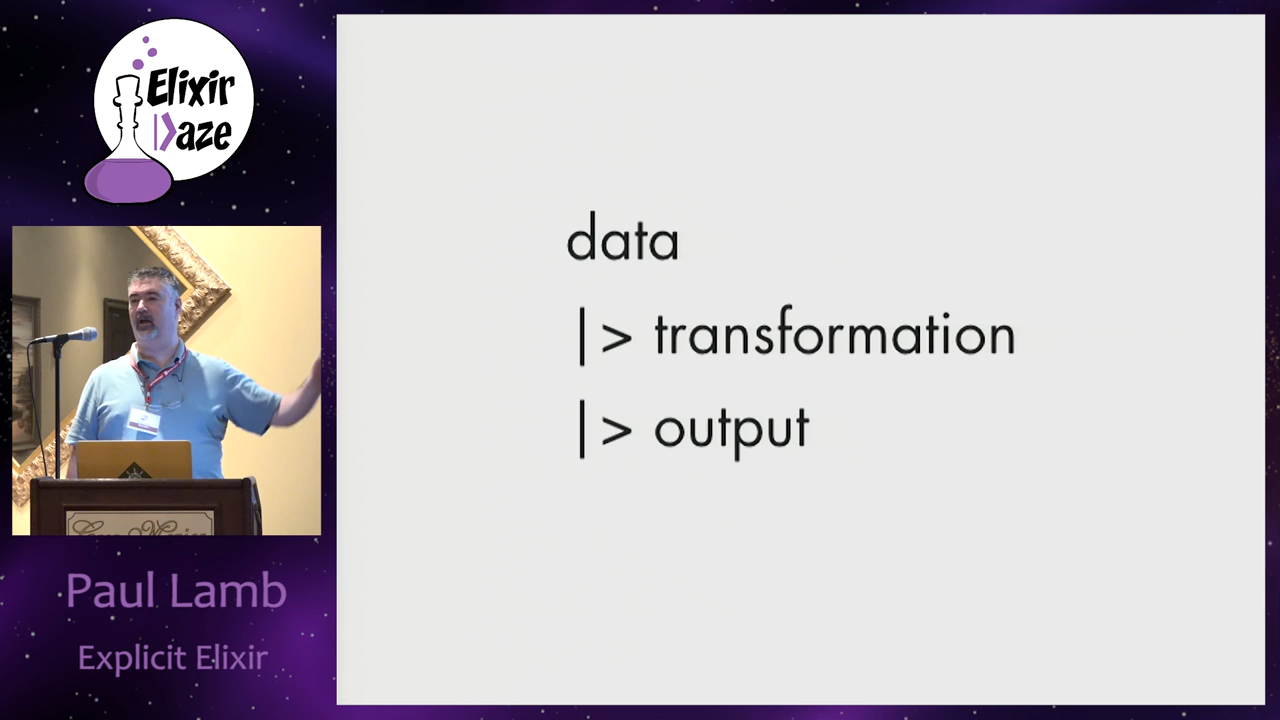 Elixir
|>aze
data
|> transformation
|> output
Paul Lamb
Explicit Elixir